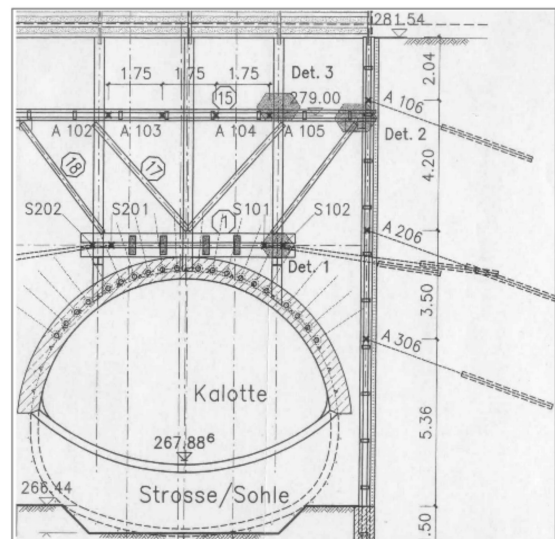 281.54
2.04
1.75 1.75 1.75
Det. 3
15
279.00
A 106
A 102 A 103 A 104 A 105
Det. 2
4.20
18
17
S202 S201 1 S101 S102
A 206
Det. 1
3.50
A 306
Kalotte
267.88⁶
5.36
266.44
Strosse/Sohle
.50